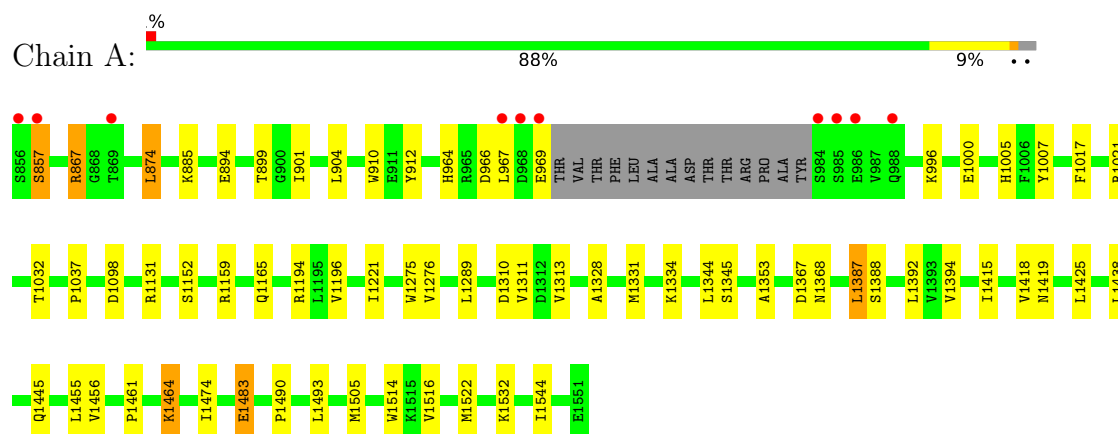 .%
Chain A:
88% 9% . .
S856 S857 R867 G868 T869 L874 K885 E894 T899 G900 I901 L904 W910 E911 Y912 H964 R965 D966 L967 D968 E969 THR VAL THR PHE LEU ALA ALA ASP THR THR ARG PRO ALA TYR S984 S985 E986 V987 Q988 K996 E1000 H1005 F1006 Y1007 F1017
T1032 P1037 D1098 R1131 S1152 R1159 Q1165 R1194 L1195 V1196 I1221 W1275 V1276 L1289 D1310 V1311 D1312 V1313 A1328 M1331 K1334 L1344 S1345 A1353 D1367 N1368 L1387 S1388 L1392 V1393 V1394 I1415 V1418 N1419 L1425
Q1445 L1455 V1456 P1461 K1464 I1474 E1483 P1490 L1493 M1505 W1514 K1515 V1516 M1522 K1532 I1544 E1551